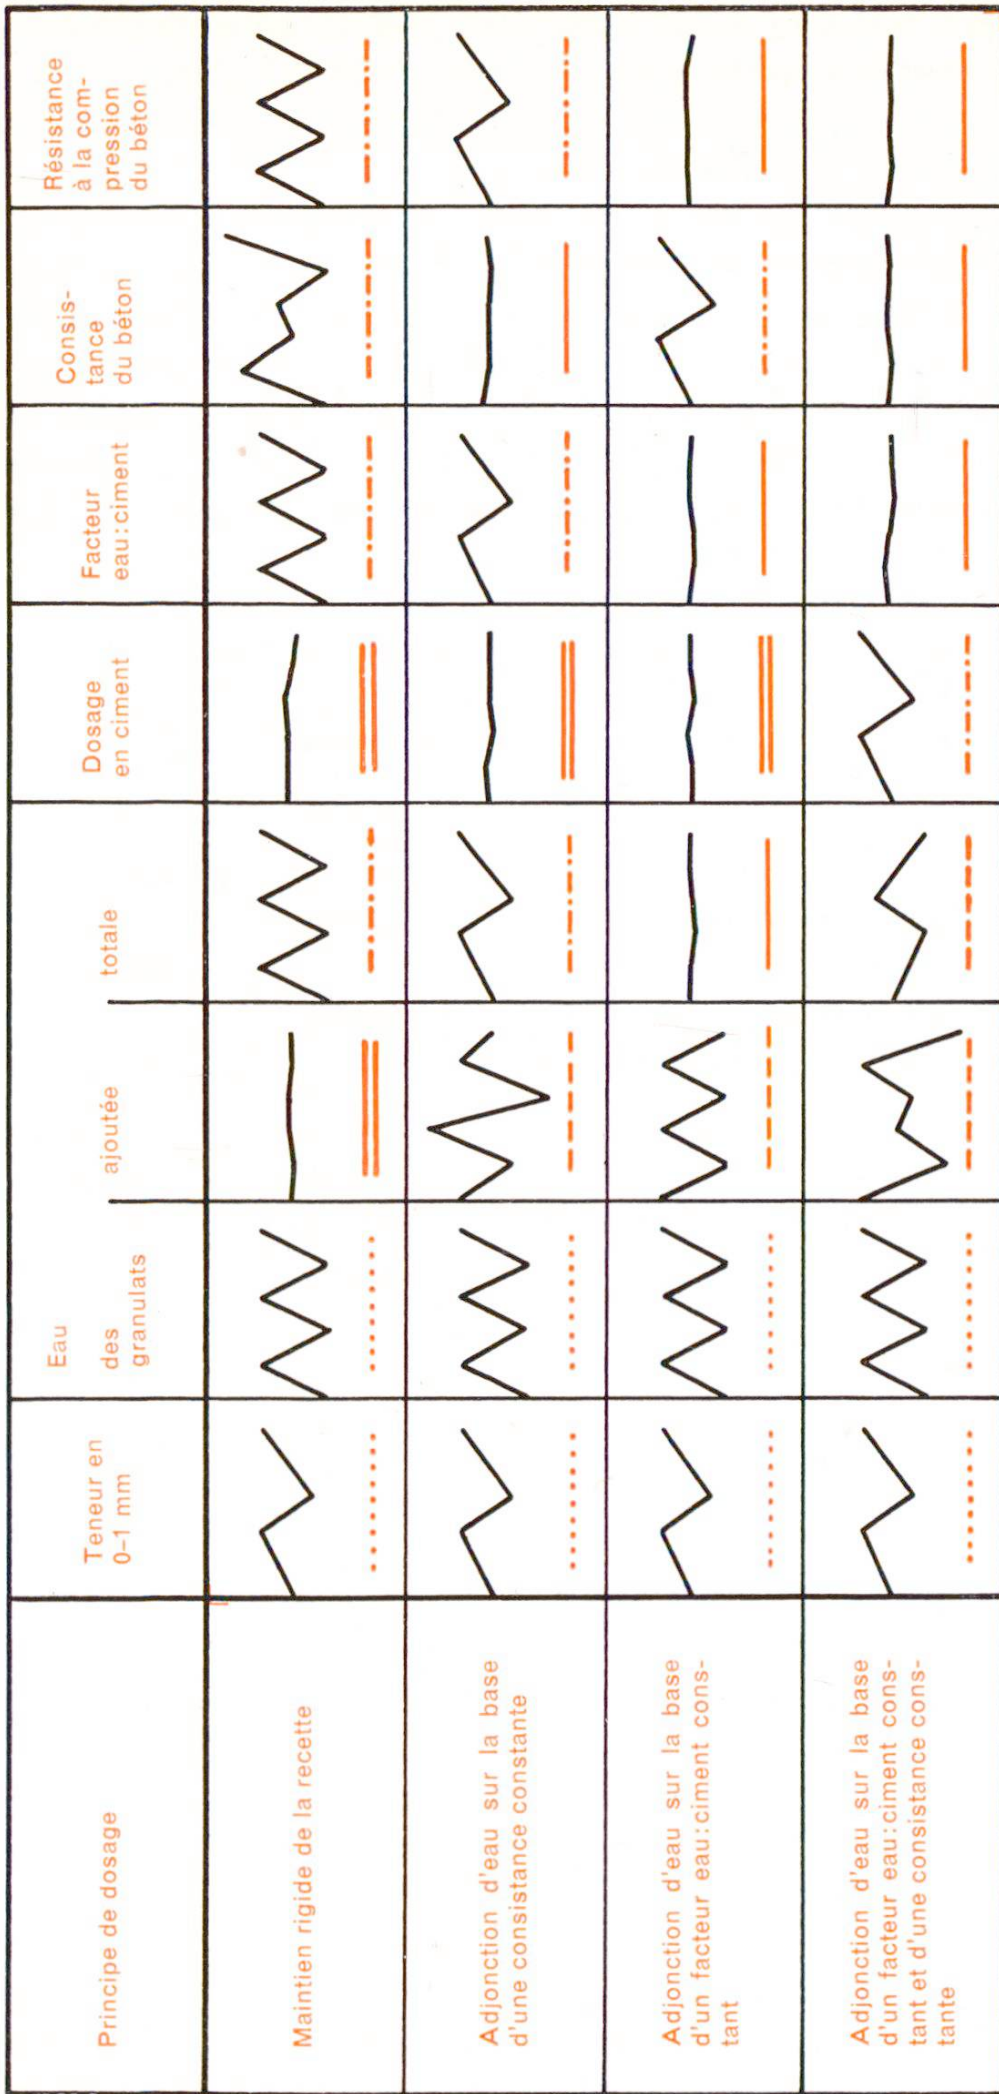 Principe de dosage
Teneur en
0–1 mm
Eau
des
granulats
ajoutée
totale
Dosage
en ciment
Facteur
eau:ciment
Consis-
tance
du béton
Résistance
à la com-
pression
du béton
Maintien rigide de la recette
Adjonction d'eau sur la base
d'une consistance constante
Adjonction d'eau sur la base
d'un facteur eau:ciment cons-
tant
Adjonction d'eau sur la base
d'un facteur eau:ciment cons-
tant et d'une consistance cons-
tante